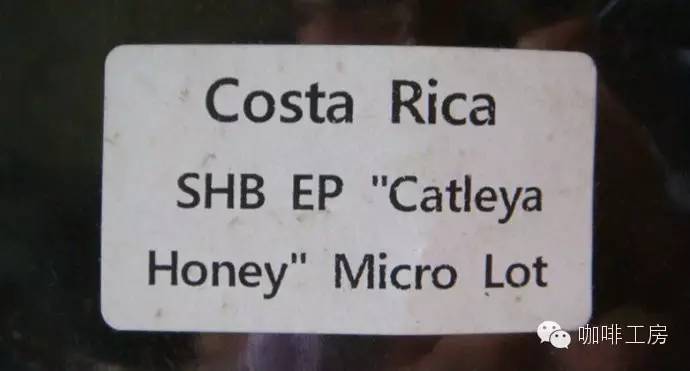 Costa Rica
SHB EP "Catleya
Honey" Micro Lot
咖啡工房